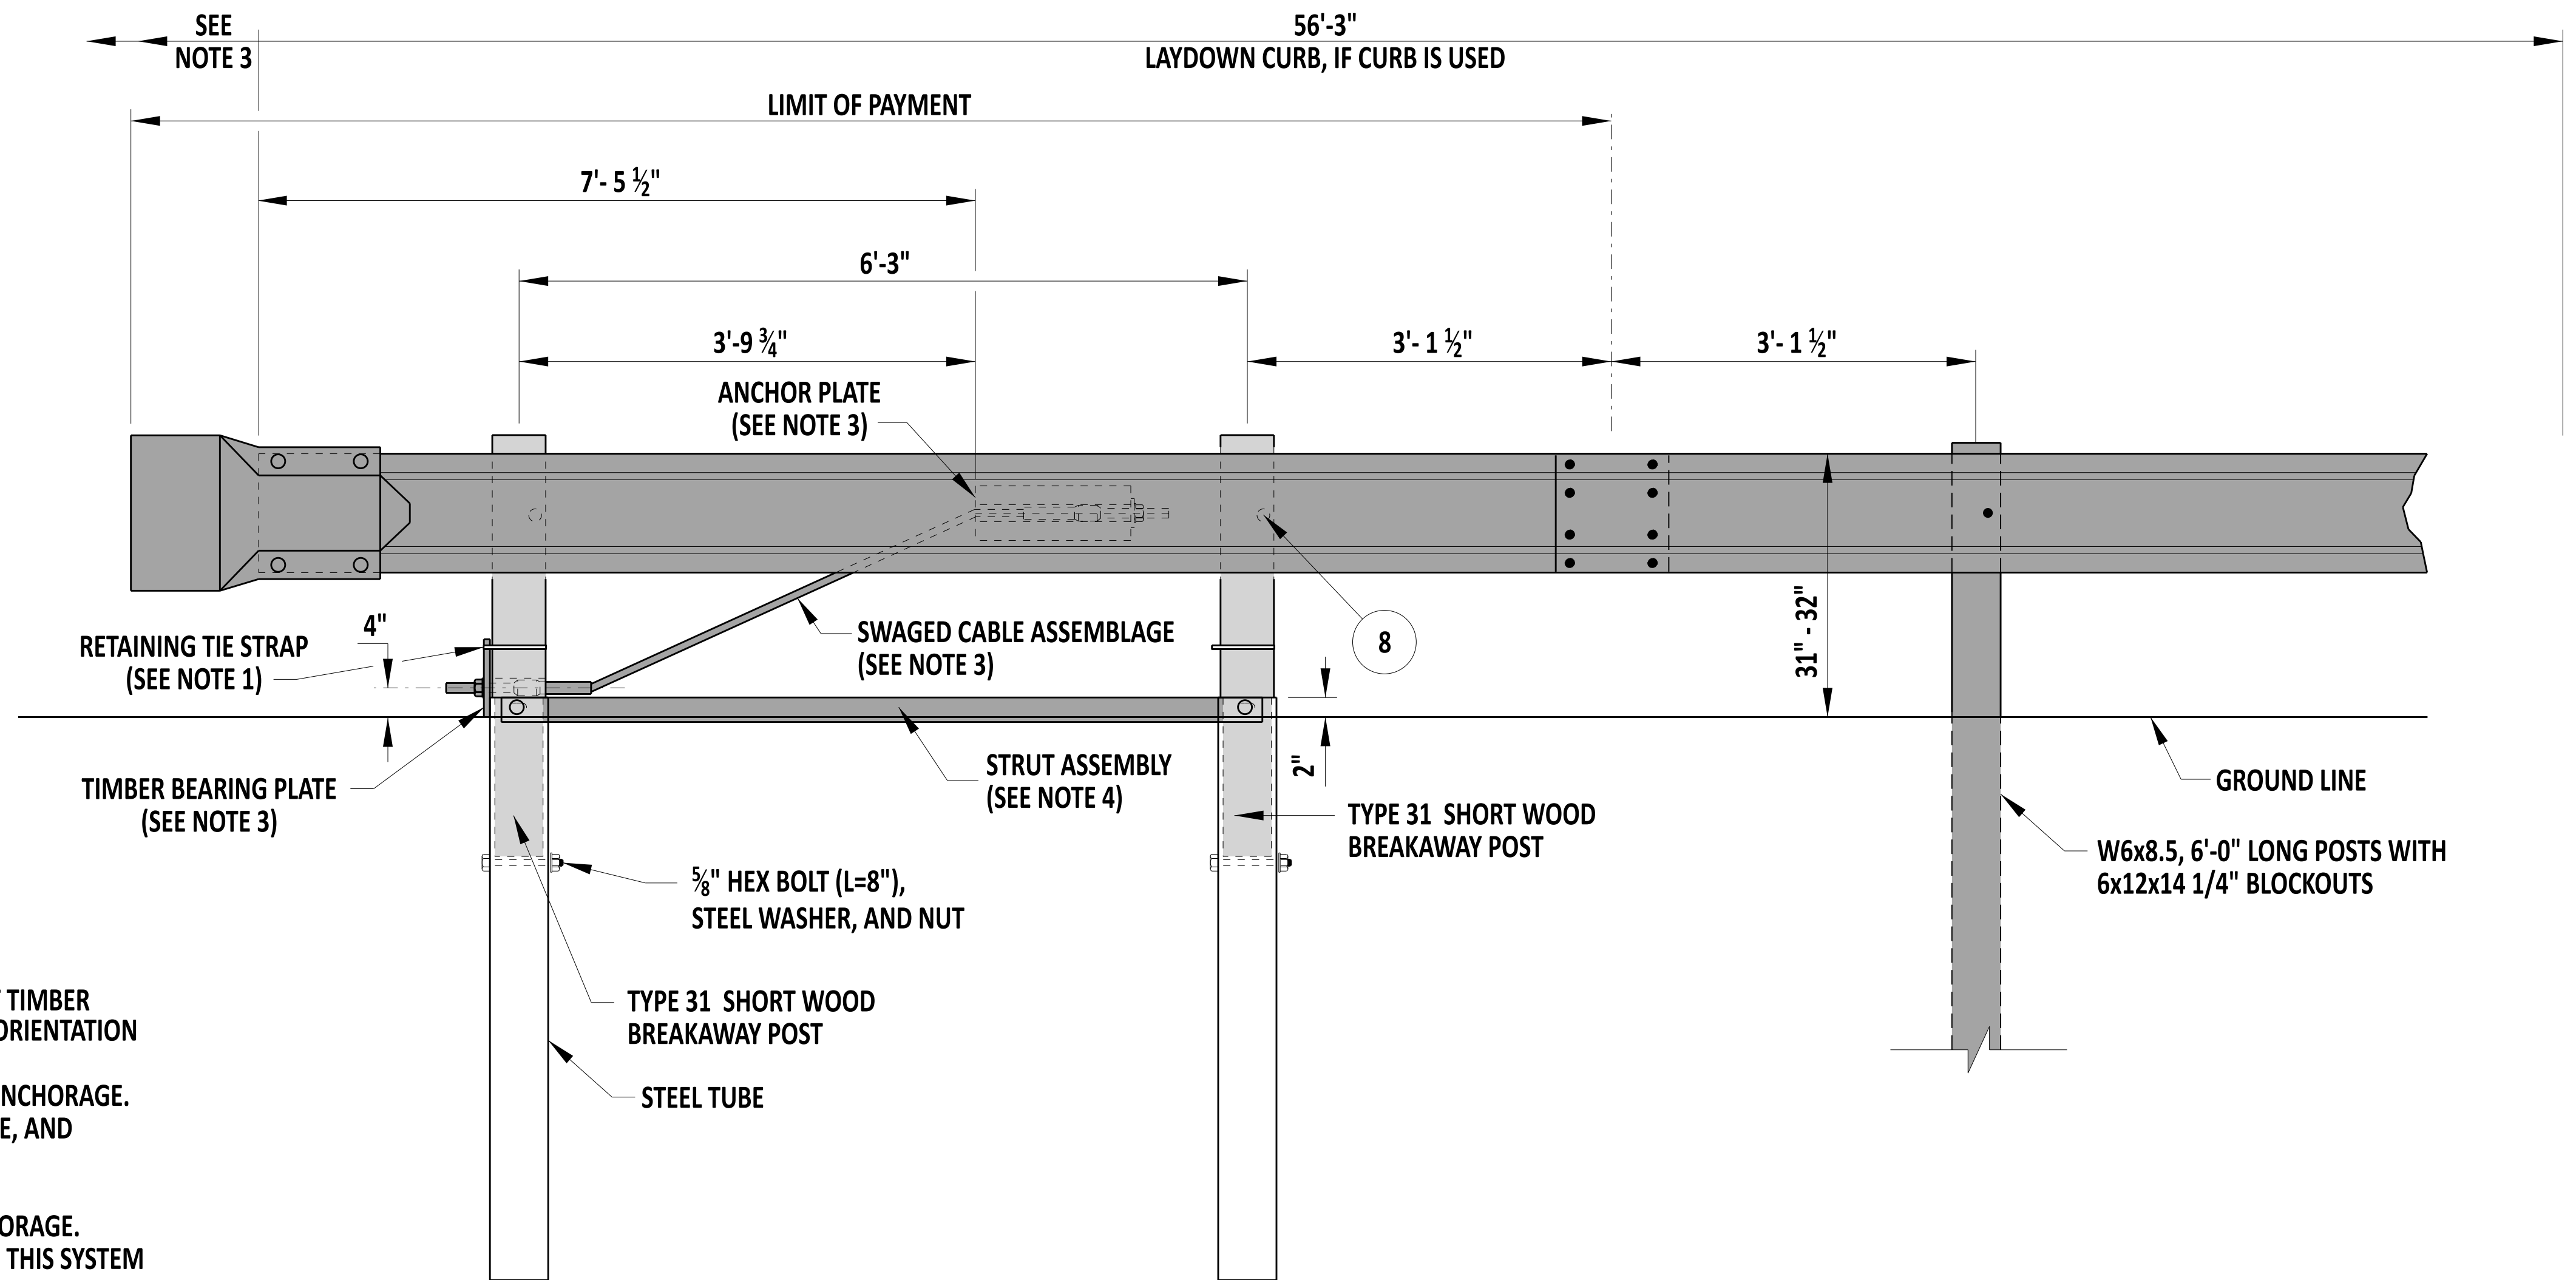 SEE
NOTE 3
56'-3"
LAYDOWN CURB, IF CURB IS USED
LIMIT OF PAYMENT
7'- 5 ½"
6'-3"
3'-9 ¾"
3'- 1 ½"
3'- 1 ½"
ANCHOR PLATE
(SEE NOTE 3)
31" - 32"
4"
RETAINING TIE STRAP
(SEE NOTE 1)
SWAGED CABLE ASSEMBLAGE
(SEE NOTE 3)
8
TIMBER BEARING PLATE
(SEE NOTE 3)
STRUT ASSEMBLY
(SEE NOTE 4)
2"
TYPE 31 SHORT WOOD
BREAKAWAY POST
GROUND LINE
W6x8.5, 6'-0" LONG POSTS WITH
6x12x14 1/4" BLOCKOUTS
⅝" HEX BOLT (L=8"),
STEEL WASHER, AND NUT
TYPE 31 SHORT WOOD
BREAKAWAY POST
STEEL TUBE
TIMBER
ORIENTATION
NCHORAGE.
E, AND
ORAGE.
THIS SYSTEM